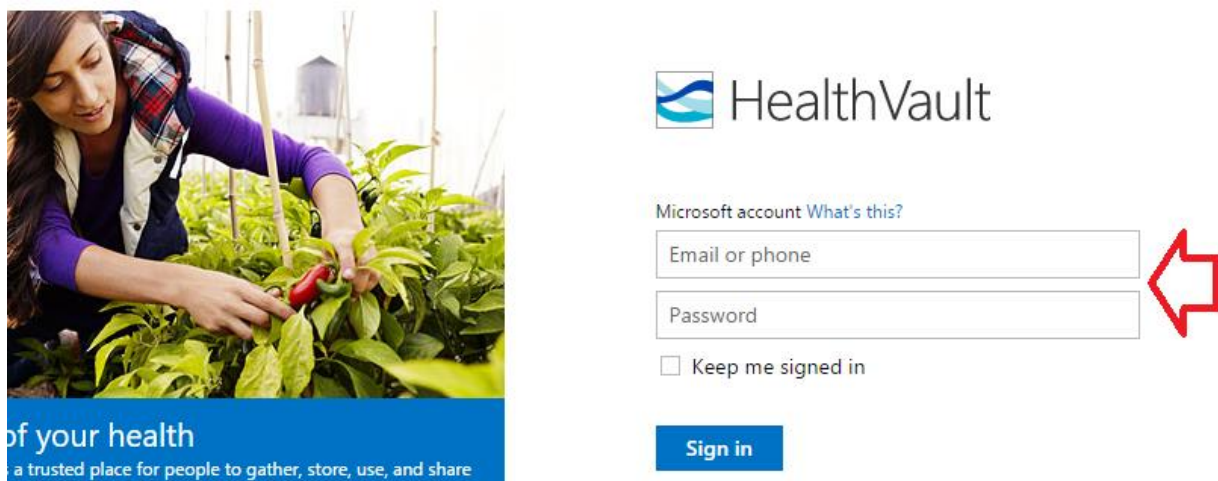 HealthVault
Microsoft account What's this?
Email or phone
Password
Keep me signed in
Sign in
of your health
a trusted place for people to gather, store, use, and share